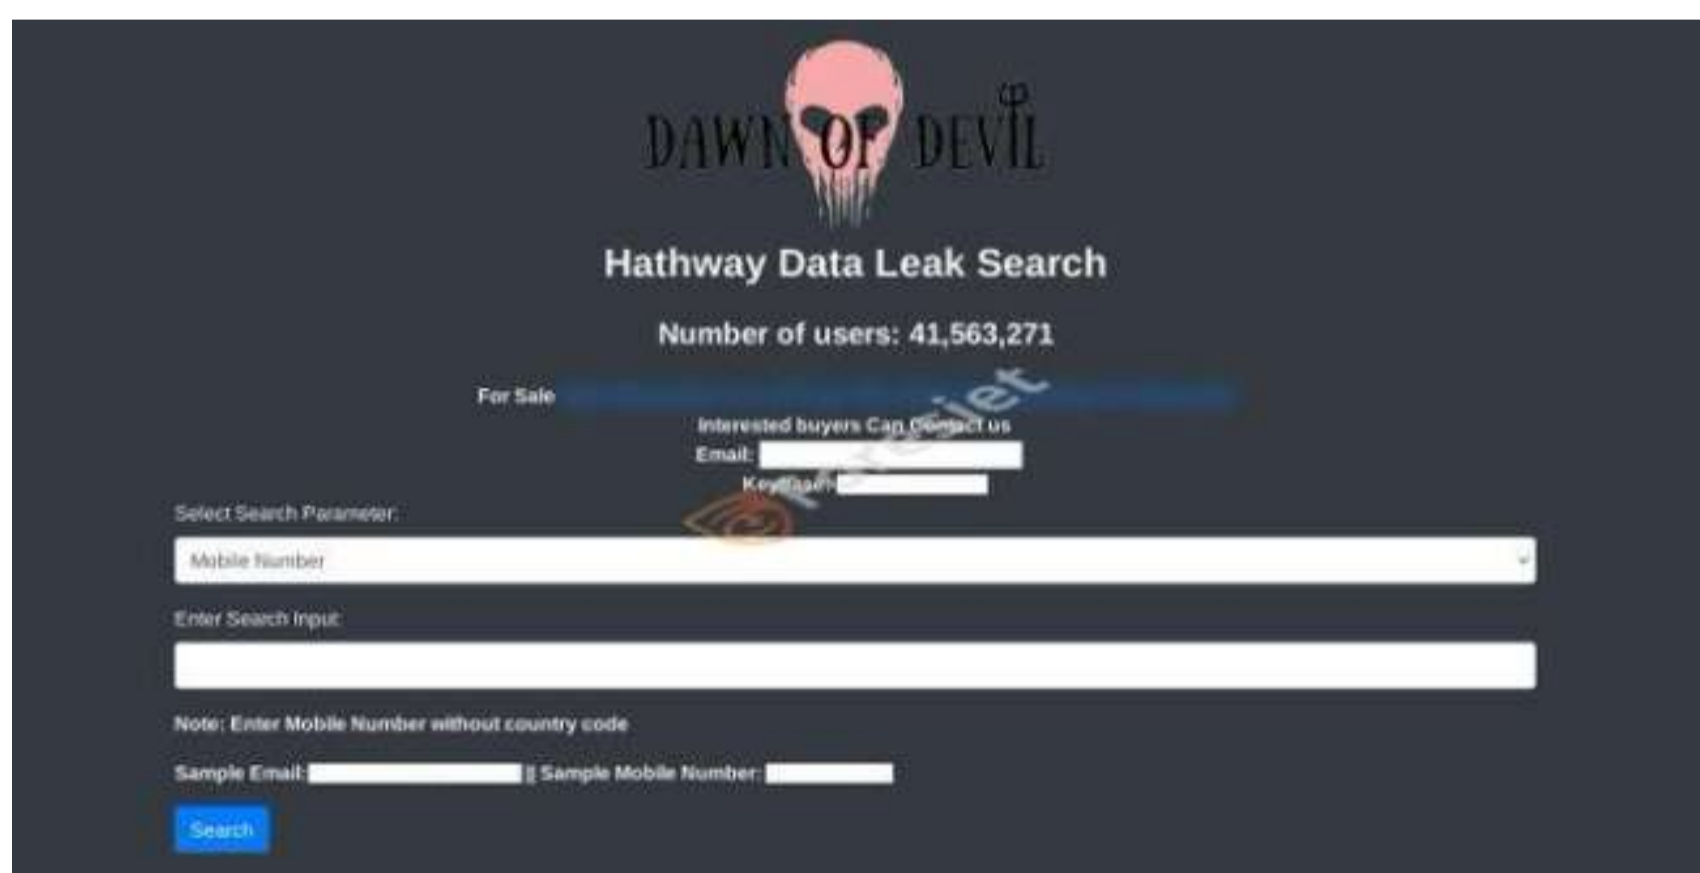 DAWN OF DEVIL
Hathway Data Leak Search
Number of users: 41,563,271
For Sale
Interested buyers Can Contact us
Email:
KeyBase:
Select Search Parameter:
Mobile Number
Enter Search Input:
Note: Enter Mobile Number without country code
Sample Email: || Sample Mobile Number:
Search